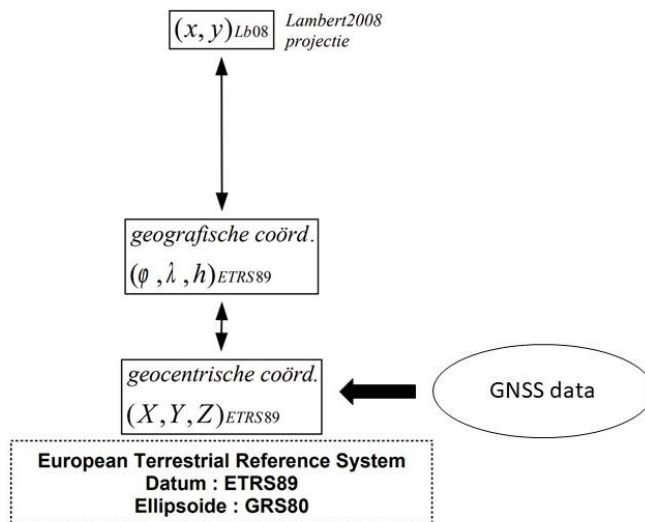 (x, y)Lb08
Lambert2008
projectie
geografische coörd.
(φ , λ , h)ETRS89
geocentrische coörd.
(X, Y, Z)ETRS89
GNSS data
European Terrestrial Reference System
Datum : ETRS89
Ellipsoide : GRS80